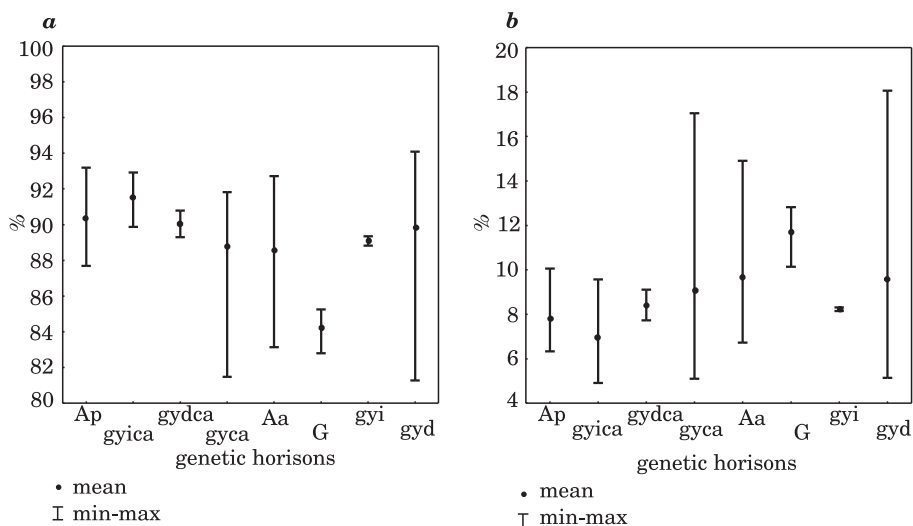 a
100
98
96
94
92
90
88
86
84
82
80
%
Ap
gyica
gydca
gyca
Aa
G
gyi
gyd
genetic horisons
mean
min-max
b
20
18
16
14
12
10
8
6
4
%
Ap
gyica
gydca
gyca
Aa
G
gyi
gyd
genetic horisons
mean
min-max